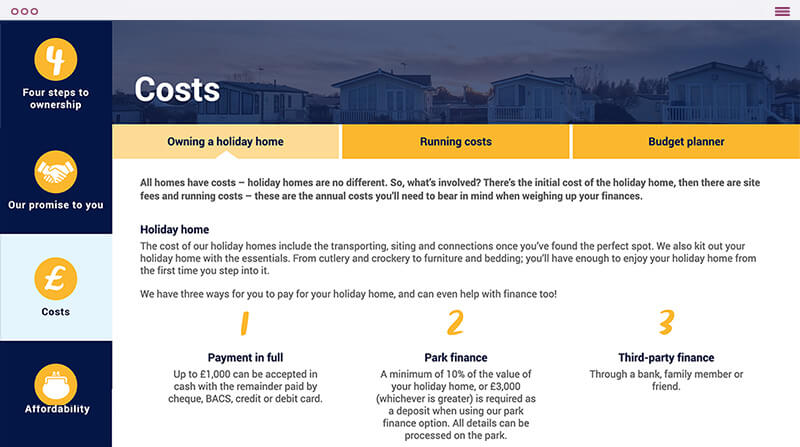 4
Four steps to
ownership
Our promise to you
£
Costs
Affordability
Costs
Owning a holiday home
Running costs
Budget planner
All homes have costs – holiday homes are no different. So, what's involved? There's the initial cost of the holiday home, then there are site
fees and running costs – these are the annual costs you'll need to bear in mind when weighing up your finances.
Holiday home
The cost of our holiday homes include the transporting, siting and connections once you've found the perfect spot. We also kit out your
holiday home with the essentials. From cutlery and crockery to furniture and bedding; you'll have enough to enjoy your holiday home from
the first time you step into it.
We have three ways for you to pay for your holiday home, and can even help with finance too!
1
Payment in full
Up to £1,000 can be accepted in
cash with the remainder paid by
cheque, BACS, credit or debit card.
2
Park finance
A minimum of 10% of the value of
your holiday home, or £3,000
(whichever is greater) is required as
a deposit when using our park
finance option. All details can be
processed on the park.
3
Third-party finance
Through a bank, family member or
friend.